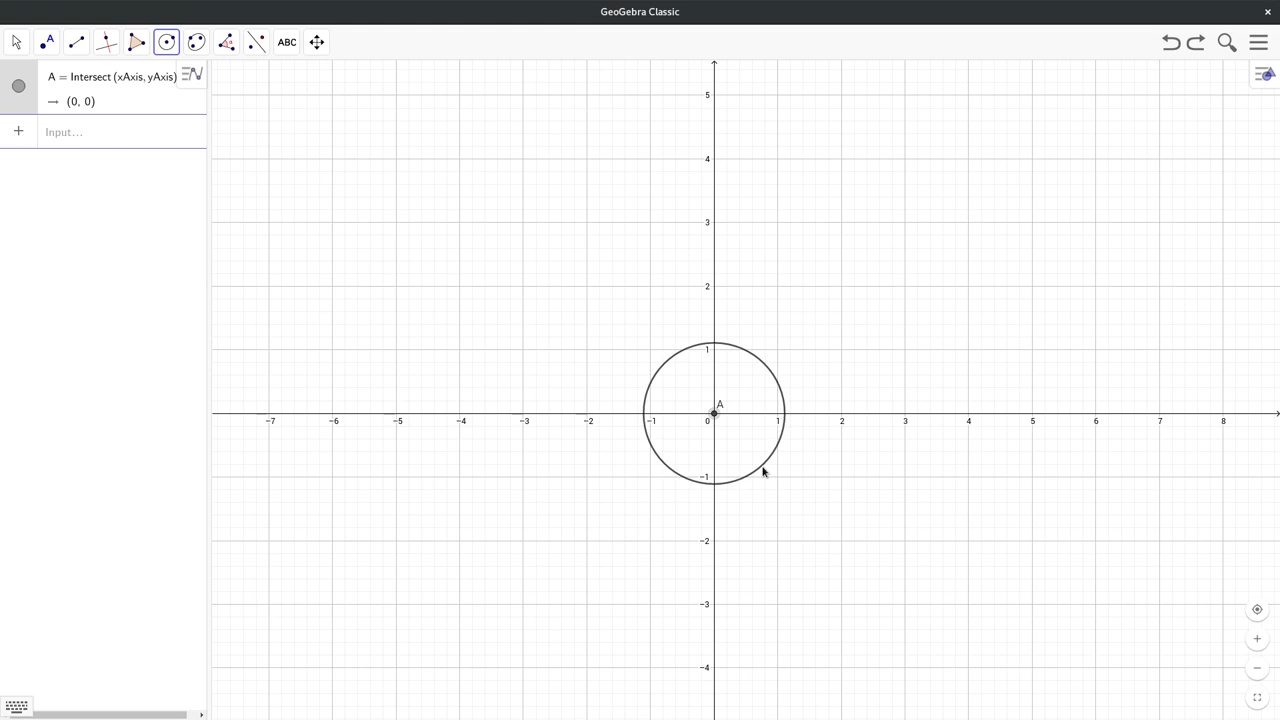 GeoGebra Classic
ABC
A = Intersect (xAxis, yAxis)
→ (0, 0)
Input…
5
4
3
2
1
A
−7 −6 −5 −4 −3 −2 −1 0 1 2 3 4 5 6 7 8
−1
−2
−3
−4